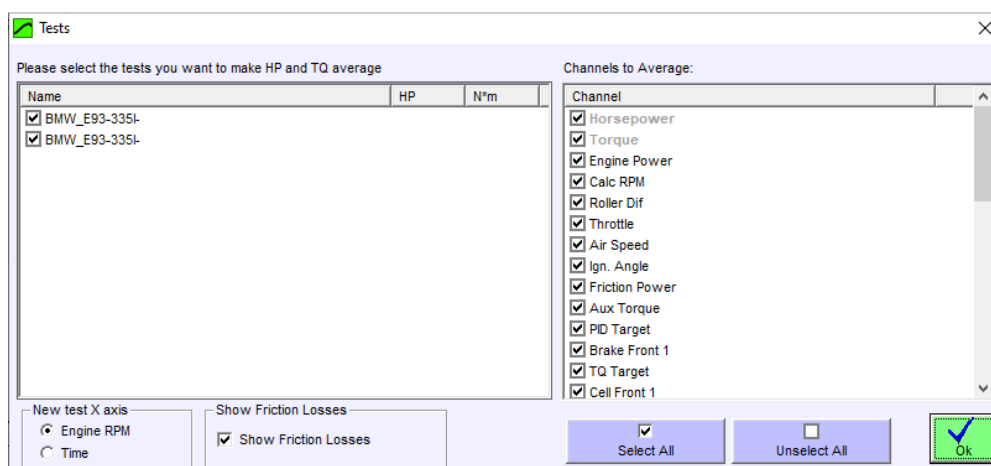 Tests
Please select the tests you want to make HP and TQ average
Name HP N*m
BMW_E93-335I-
BMW_E93-335I-
Channels to Average:
Channel
Horsepower
Torque
Engine Power
Calc RPM
Roller Dif
Throttle
Air Speed
Ign. Angle
Friction Power
Aux Torque
PID Target
Brake Front 1
TQ Target
Cell Front 1
New test X axis
Engine RPM
Time
Show Friction Losses
Show Friction Losses
Select All
Unselect All
Ok